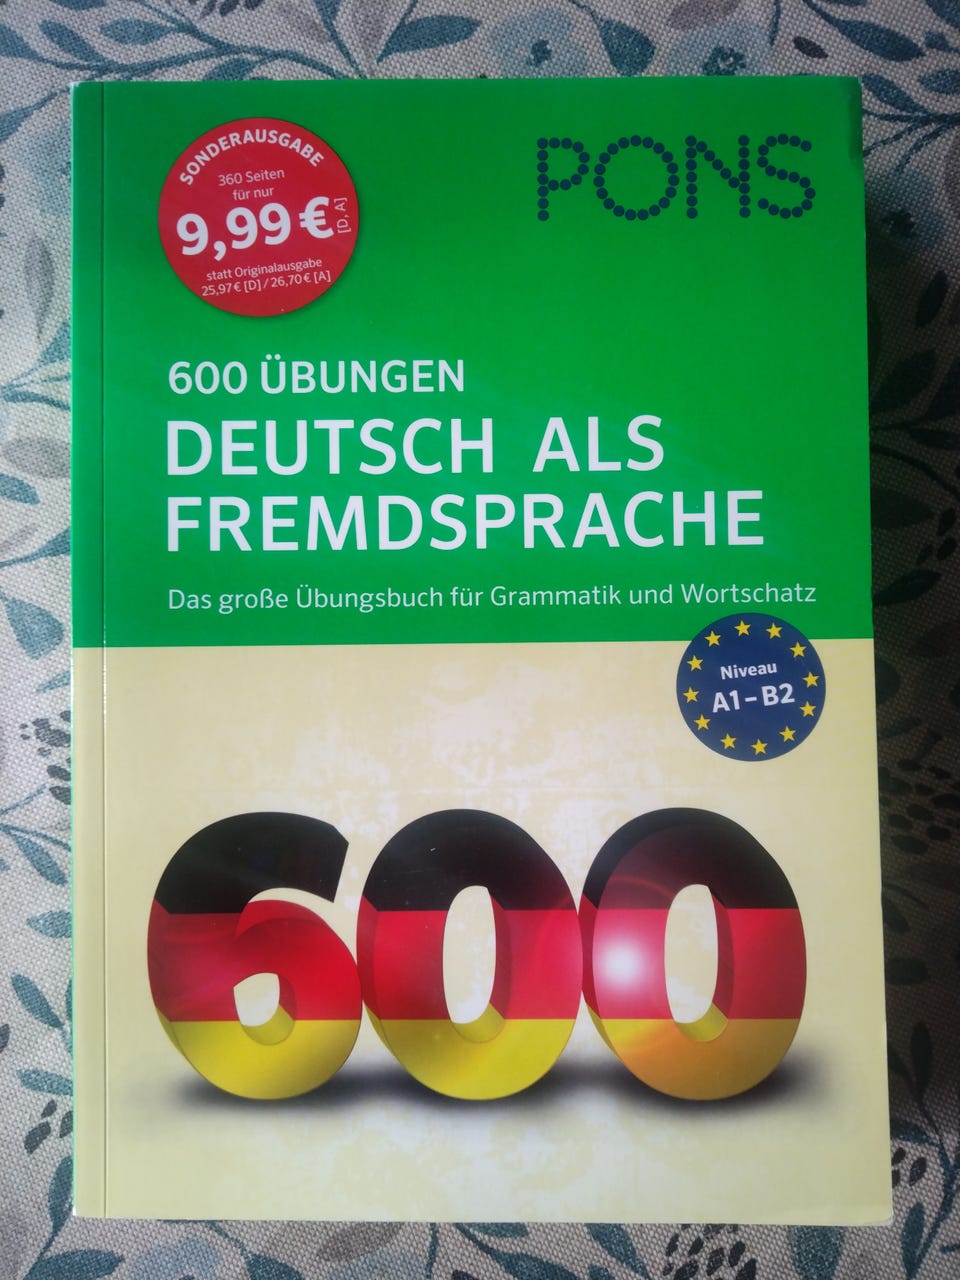 SONDERAUSGABE
360 Seiten
für nur
9,99 €
[D, A]
statt Originalausgabe
25,97 € [D] / 26,70 € [A]
PONS
600 ÜBUNGEN
DEUTSCH ALS
FREMDSPRACHE
Das große Übungsbuch für Grammatik und Wortschatz
Niveau
A1 – B2
600